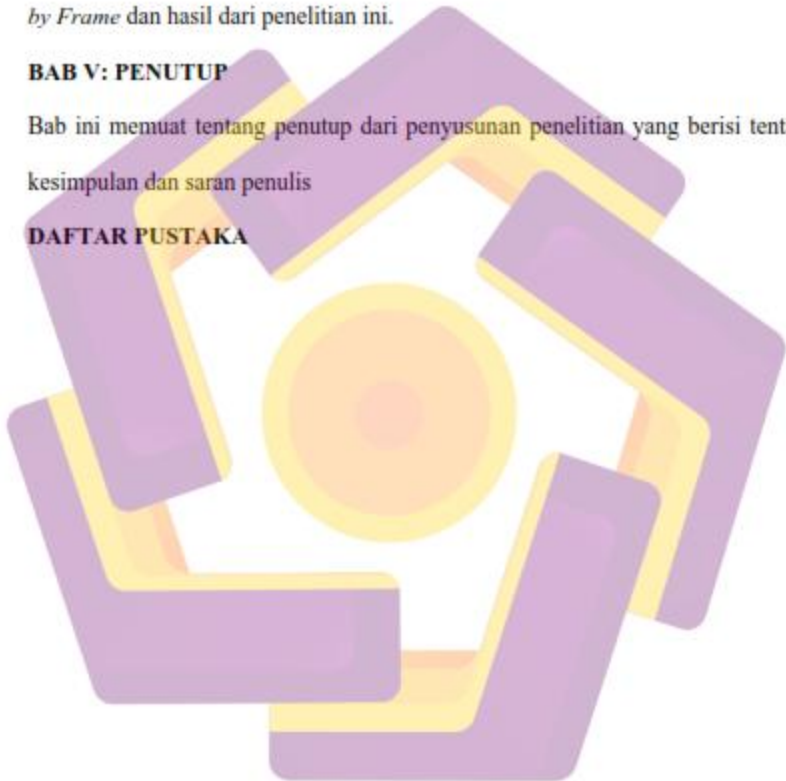 by Frame dan hasil dari penelitian ini.
BAB V: PENUTUP
Bab ini memuat tentang penutup dari penyusunan penelitian yang berisi tent
kesimpulan dan saran penulis
DAFTAR PUSTAKA